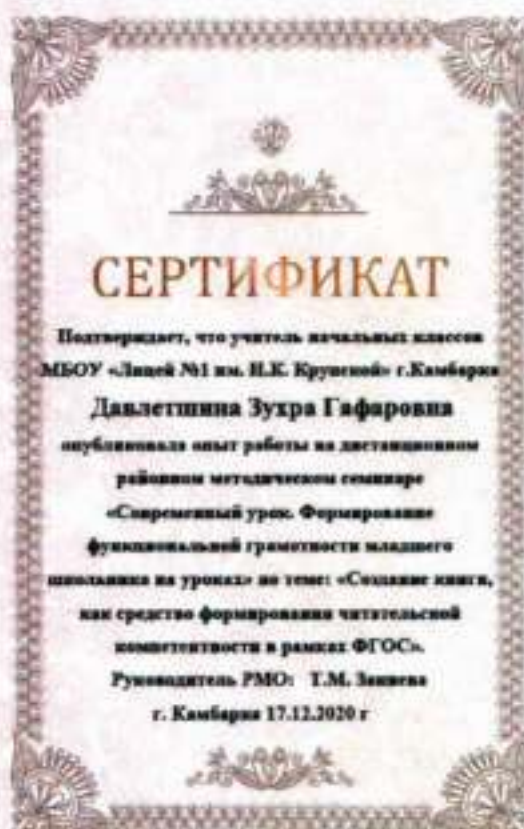 СЕРТИФИКАТ
Подтверждает, что учитель начальных классов
МБОУ «Лицей №1 им. Н.К. Крупской» г.Камбарка
Давлетшина Зухра Гафаровна
опубликовала опыт работы на дистанционном
районном методическом семинаре
«Современный урок. Формирование
функциональной грамотности младшего
школьника на уроках» по теме: «Создание книги,
как средство формирования читательской
компетентности в рамках ФГОС».
Руководитель РМО: Т.М.
г. Камбарка 17.12.2020 г